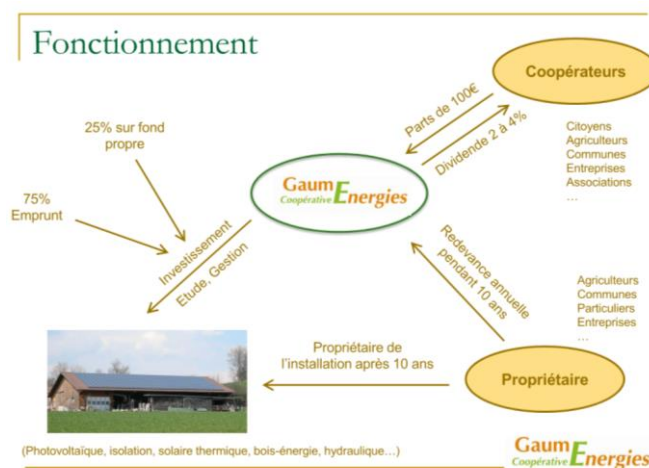 Fonctionnement
Coopérateurs
Parts de 100€
Dividende 2 à 4%
25% sur fond
propre
Citoyens
Agriculteurs
Communes
Entreprises
Associations
...
75%
Emprunt
Gaum Energies
Coopérative
Investissement
Etude, Gestion
Redevance annuelle
pendant 10 ans
Agriculteurs
Communes
Particuliers
Entreprises
...
Propriétaire de
l'installation après 10 ans
Propriétaire
(Photovoltaïque, isolation, solaire thermique, bois-énergie, hydraulique...)
Gaum Energies
Coopérative